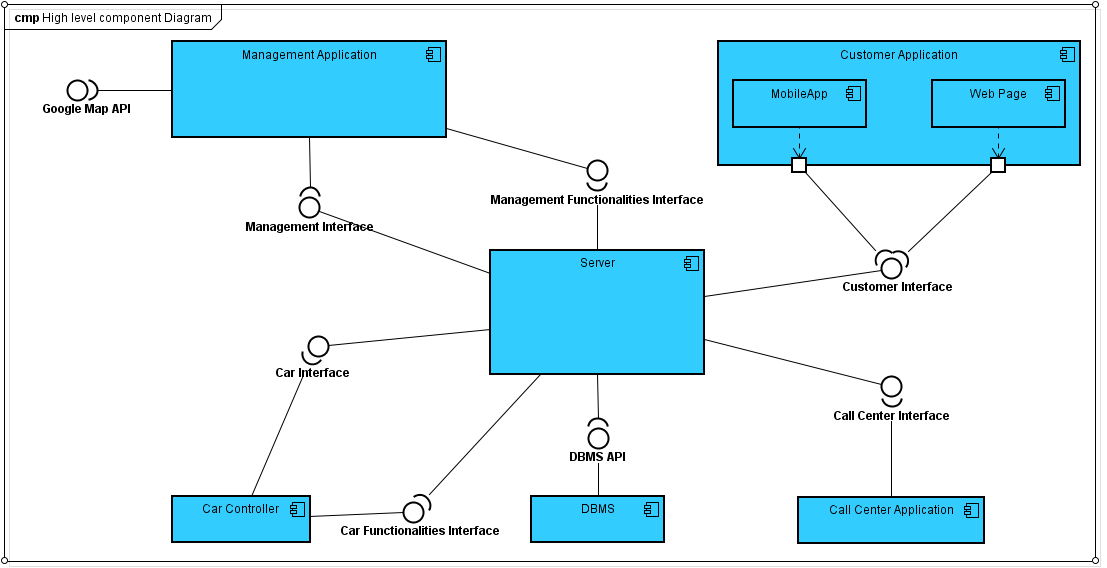 cmp High level component Diagram
Management Application
Customer Application
MobileApp
Web Page
Google Map API
Management Functionalities Interface
Management Interface
Server
Customer Interface
Car Interface
Call Center Interface
DBMS API
Car Controller
DBMS
Call Center Application
Car Functionalities Interface